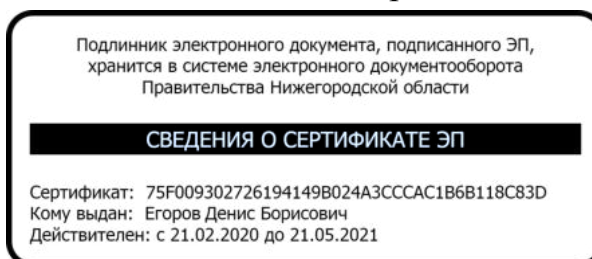 Подлинник электронного документа, подписанного ЭП,
хранится в системе электронного документооборота
Правительства Нижегородской области
СВЕДЕНИЯ О СЕРТИФИКАТЕ ЭП
Сертификат: 75F009302726194149B024A3CCCAC1B6B118C83D
Кому выдан: Егоров Денис Борисович
Действителен: с 21.02.2020 до 21.05.2021